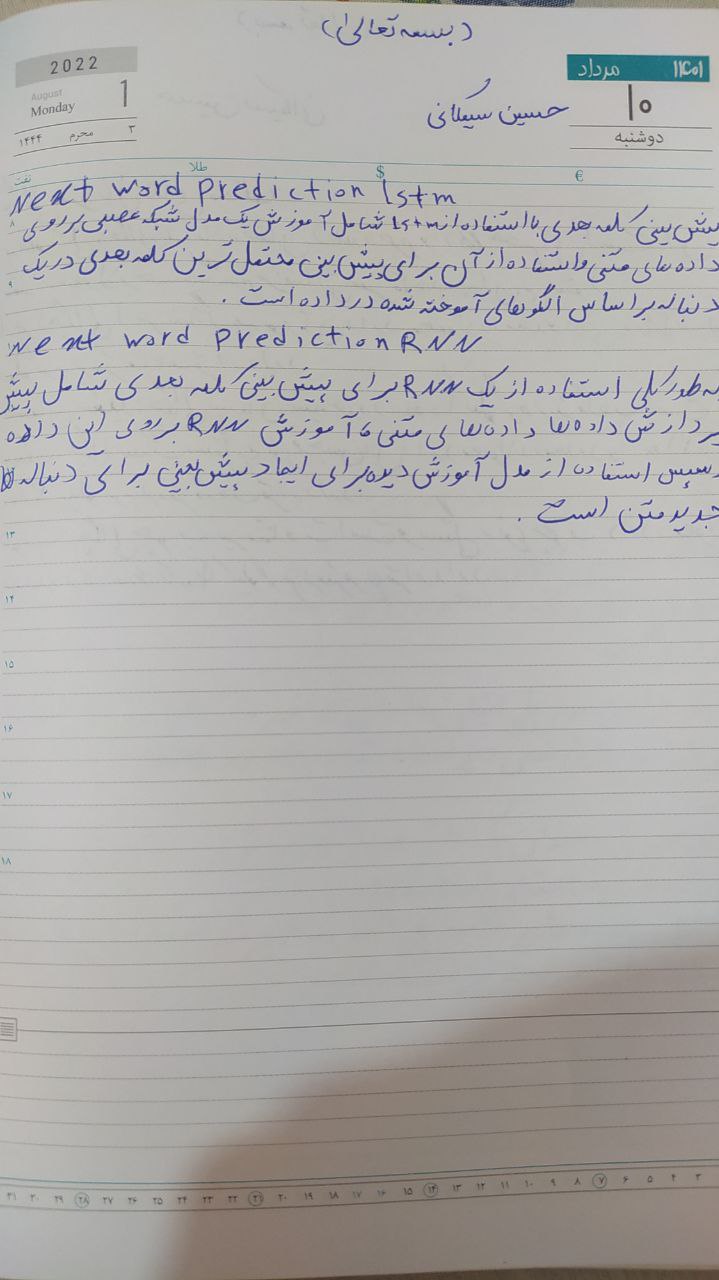 (بسمه تعالی)
2022
August
Monday
1
۱۴۴۴ محرم ۳
۱۴۰۱ مرداد
۱۰
دوشنبه
حسین
نفت طلا $ €
Next word prediction lstm
پیش بینی کلمه بعدی با استفاده از lstm شامل آموزش یک مدل شبکه عصبی بر روی
۸
داده های متنی و استفاده از آن برای پیش بینی محتمل ترین کلمه بعدی در یک
۹
دنباله بر اساس الگوهای آموخته شده در داده است .
Next word prediction RNN
به طور کلی استفاده از یک RNN برای پیش بینی کلمه بعدی شامل پیش
پردازش داده ها داده های متنی ، آموزش RNN بر روی این داده
و سپس استفاده از مدل آموزش دیده برای ایجاد پیش بینی برای دنباله
جدید متن است .
۱۳
۱۴
۱۵
۱۶
۱۷
۱۸
۳۱ ۳۰ ۲۹ ۲۸ ۲۷ ۲۶ ۲۵ ۲۴ ۲۳ ۲۲ ۲۱ ۲۰ ۱۹ ۱۸ ۱۷ ۱۶ ۱۵ ۱۴ ۱۳ ۱۲ ۱۱ ۱۰ ۹ ۸ ۷ ۶ ۵ ۴ ۳